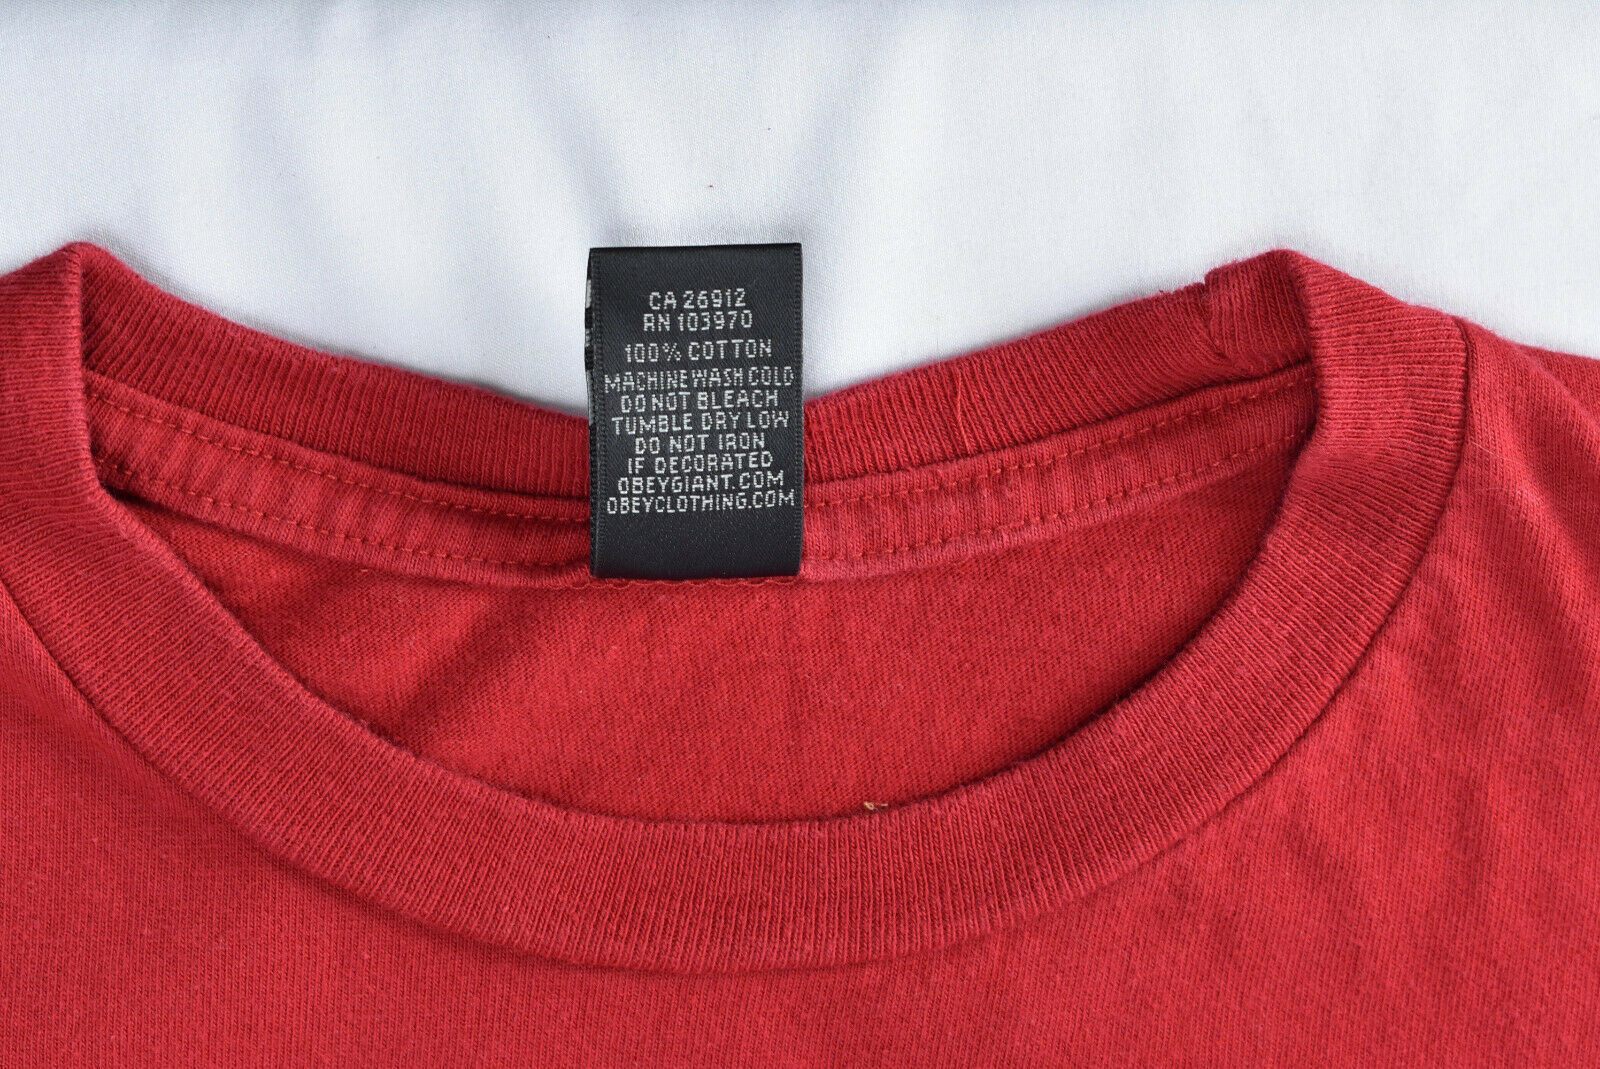 CA 26912
RN 103970
100% COTTON
MACHINE WASH COLD
DO NOT BLEACH
TUMBLE DRY LOW
DO NOT IRON
IF DECORATED
OBEYGIANT.COM
OBEYCLOTHING.COM